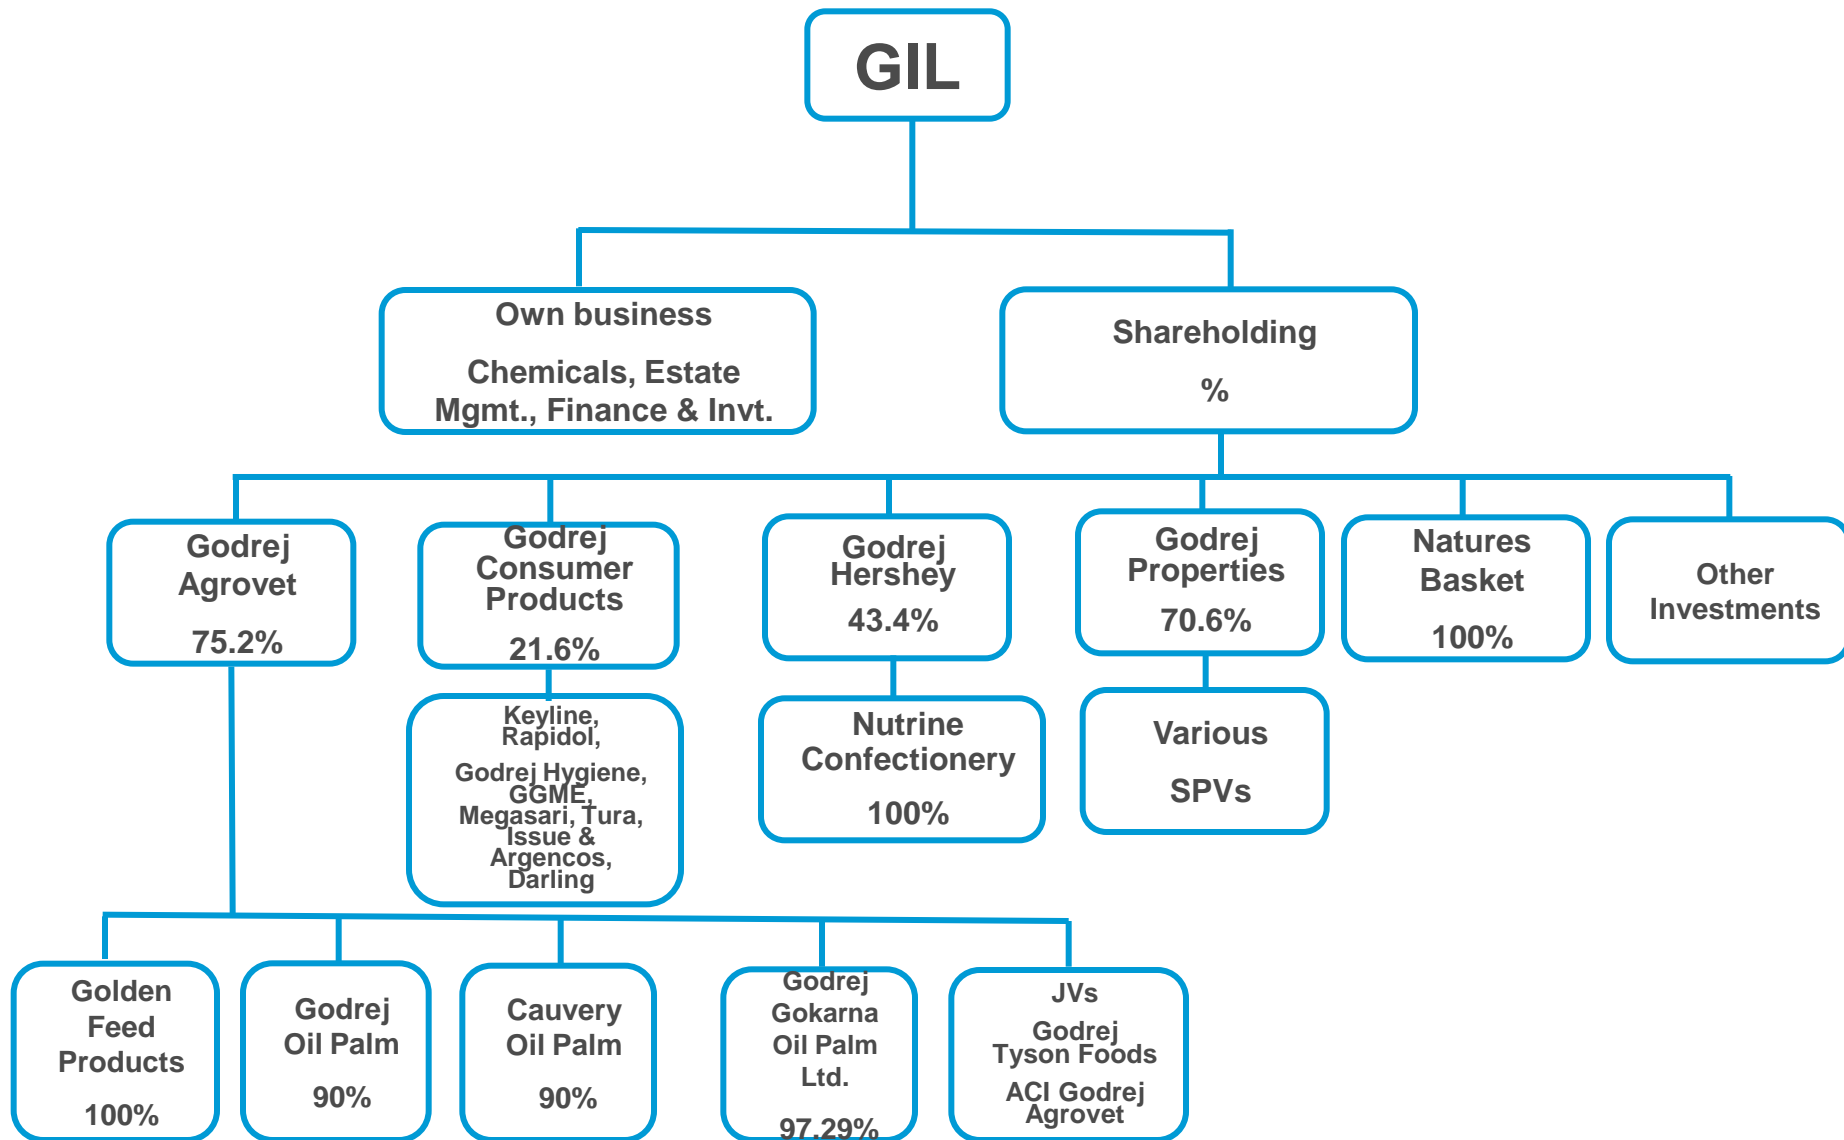 GIL
Own business
Chemicals, Estate
Mgmt., Finance & Invt.
Shareholding
%
Godrej
Agrovet
75.2%
Godrej
Consumer
Products
21.6%
Godrej
Hershey
43.4%
Godrej
Properties
70.6%
Natures
Basket
100%
Other
Investments
Keyline,
Rapidol,
Godrej Hygiene,
GGME,
Megasari, Tura,
Issue &
Argencos,
Darling
Nutrine
Confectionery
100%
Various
SPVs
Golden
Feed
Products
100%
Godrej
Oil Palm
90%
Cauvery
Oil Palm
90%
Godrej
Gokarna
Oil Palm
Ltd.
97.29%
JVs
Godrej
Tyson Foods
ACI Godrej
Agrovet